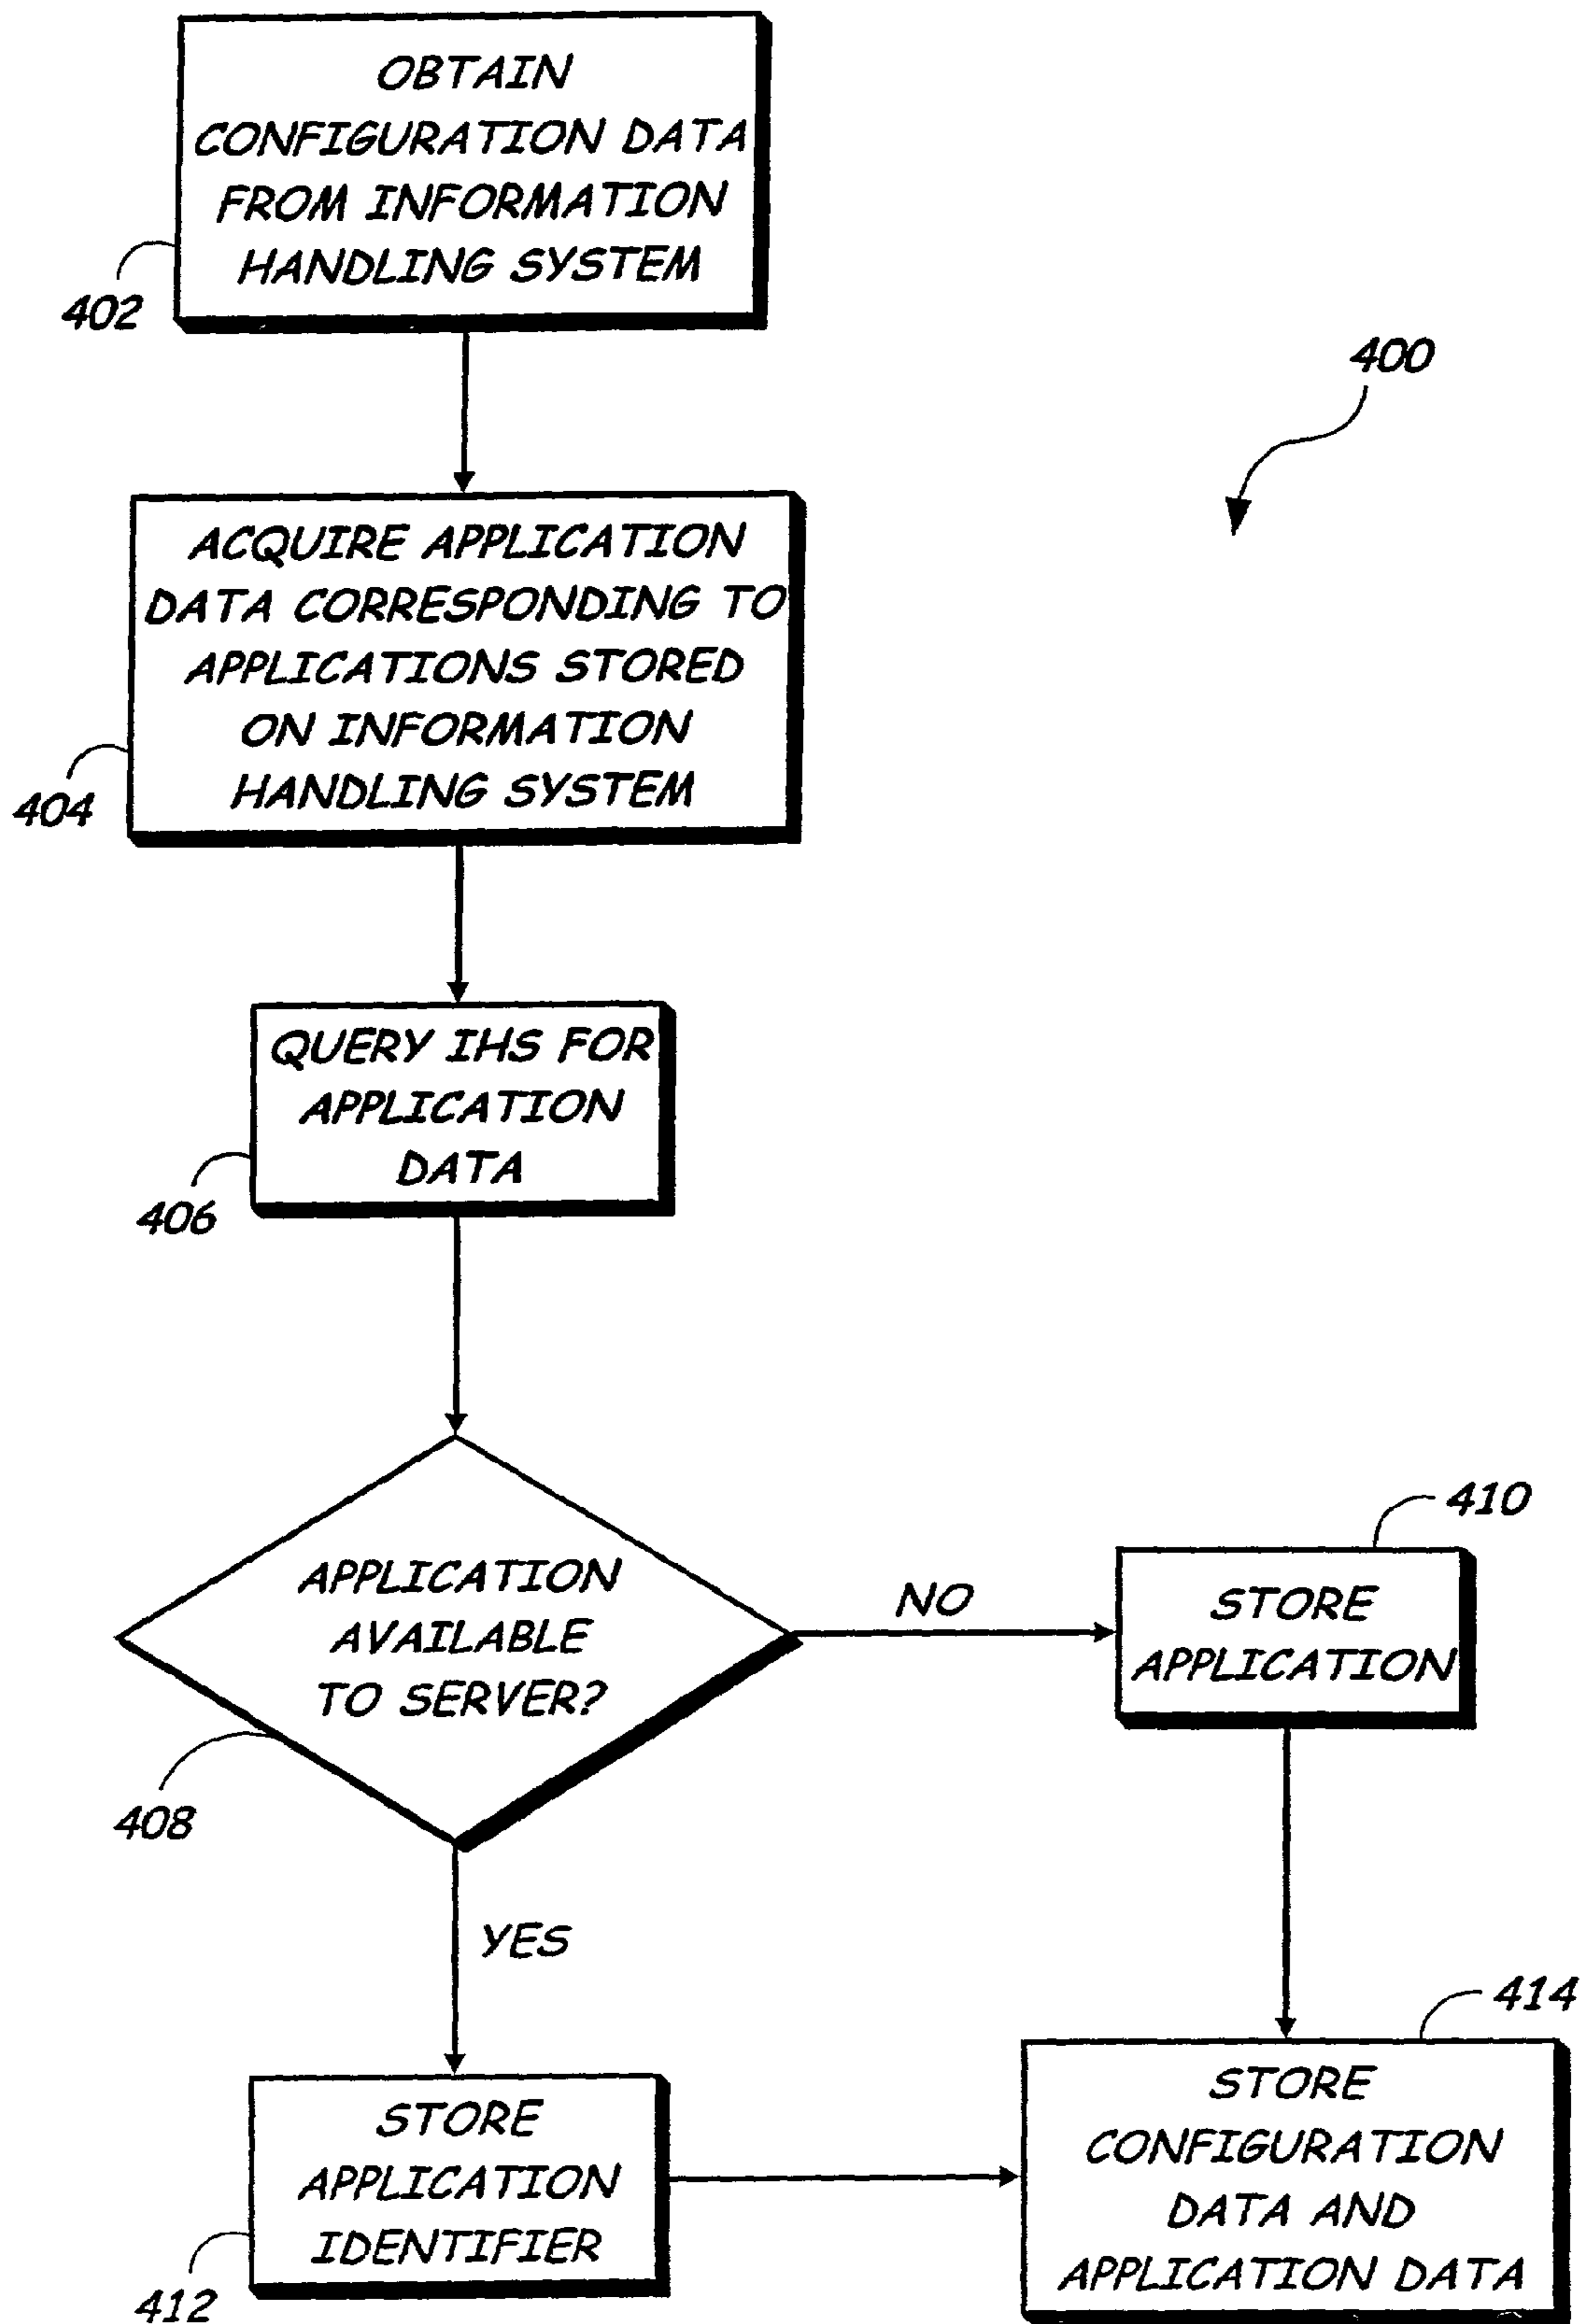 OBTAIN
CONFIGURATION DATA
FROM INFORMATION
HANDLING SYSTEM
402
400
ACQUIRE APPLICATION
DATA CORRESPONDING TO
APPLICATIONS STORED
ON INFORMATION
HANDLING SYSTEM
404
QUERY IHS FOR
APPLICATION
DATA
406
APPLICATION
AVAILABLE
TO SERVER?
408
NO
410
STORE
APPLICATION
YES
414
STORE
APPLICATION
IDENTIFIER
412
STORE
CONFIGURATION
DATA AND
APPLICATION DATA